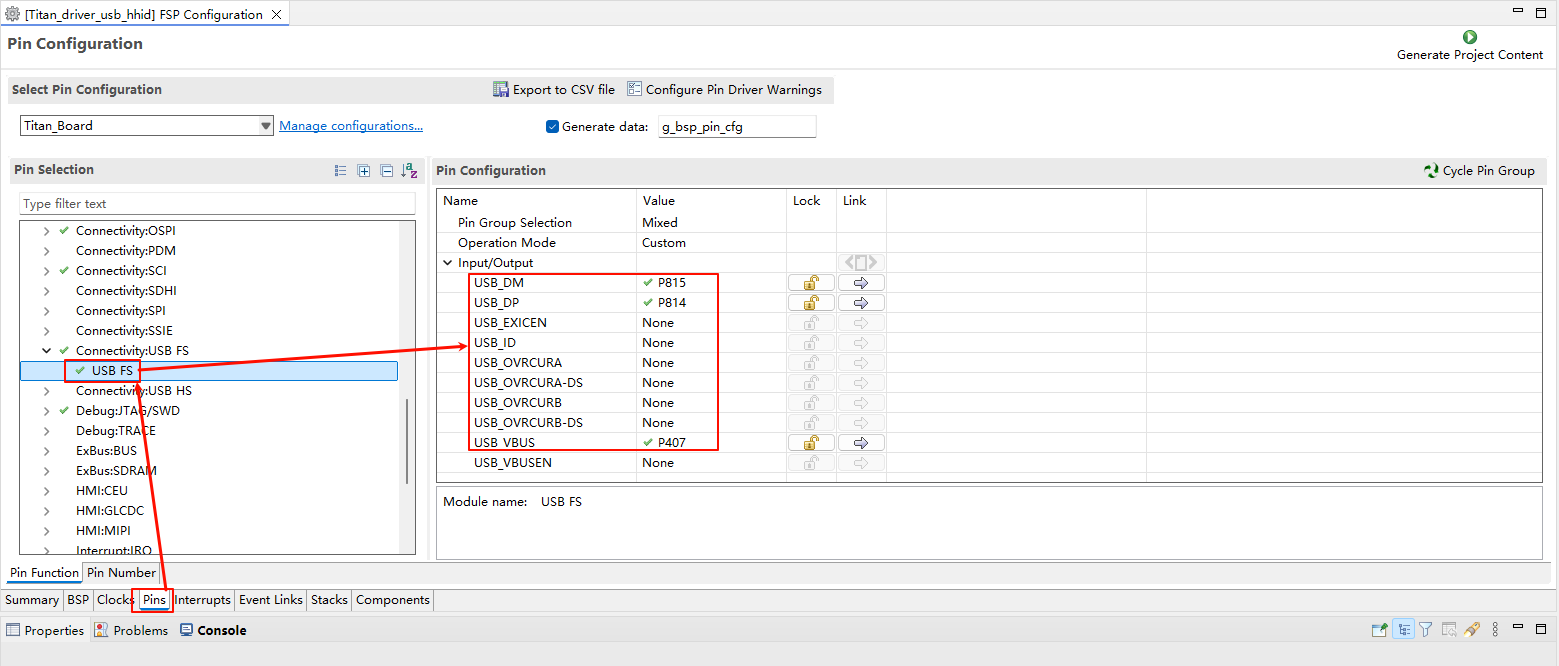 [Titan_driver_usb_hhid] FSP Configuration
Pin Configuration
Generate Project Content
Select Pin Configuration
Export to CSV file
Configure Pin Driver Warnings
Titan_Board
Manage configurations...
Generate data:
g_bsp_pin_cfg
Pin Selection
Type filter text
Connectivity:OSPI
Connectivity:PDM
Connectivity:SCI
Connectivity:SDHI
Connectivity:SPI
Connectivity:SSIE
Connectivity:USB FS
USB FS
Connectivity:USB HS
Debug:JTAG/SWD
Debug:TRACE
ExBus:BUS
ExBus:SDRAM
HMI:CEU
HMI:GLCDC
HMI:MIPI
Interrupt:IRQ
Pin Configuration
Cycle Pin Group
Name Value Lock Link
Pin Group Selection Mixed
Operation Mode Custom
Input/Output
USB_DM P815
USB_DP P814
USB_EXICEN None
USB_ID None
USB_OVRCURA None
USB_OVRCURA-DS None
USB_OVRCURB None
USB_OVRCURB-DS None
USB_VBUS P407
USB_VBUSEN None
Module name: USB FS
Pin Function Pin Number
Summary BSP Clocks Pins Interrupts Event Links Stacks Components
Properties Problems Console